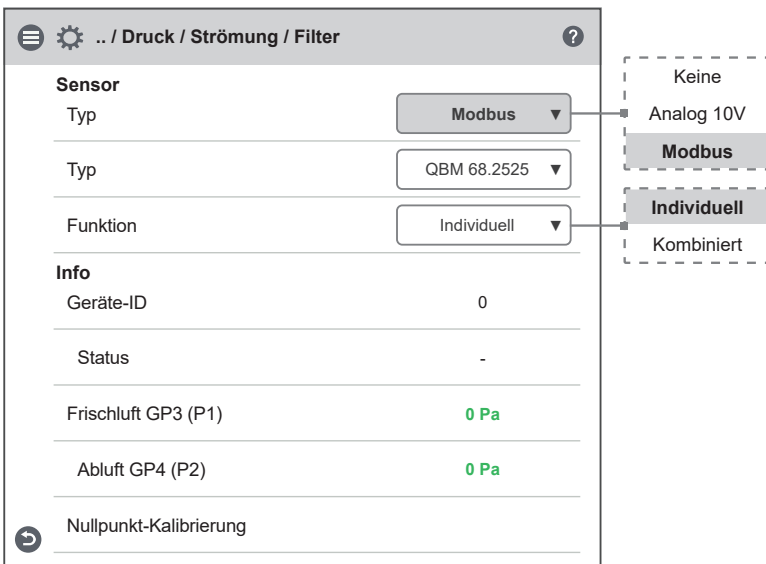 .. / Druck / Strömung / Filter ?
Sensor
Typ Modbus ▼
Keine
Analog 10V
Modbus
Typ QBM 68.2525 ▼
Funktion Individuell ▼
Individuell
Kombiniert
Info
Geräte-ID 0
Status -
Frischluft GP3 (P1) 0 Pa
Abluft GP4 (P2) 0 Pa
Nullpunkt-Kalibrierung